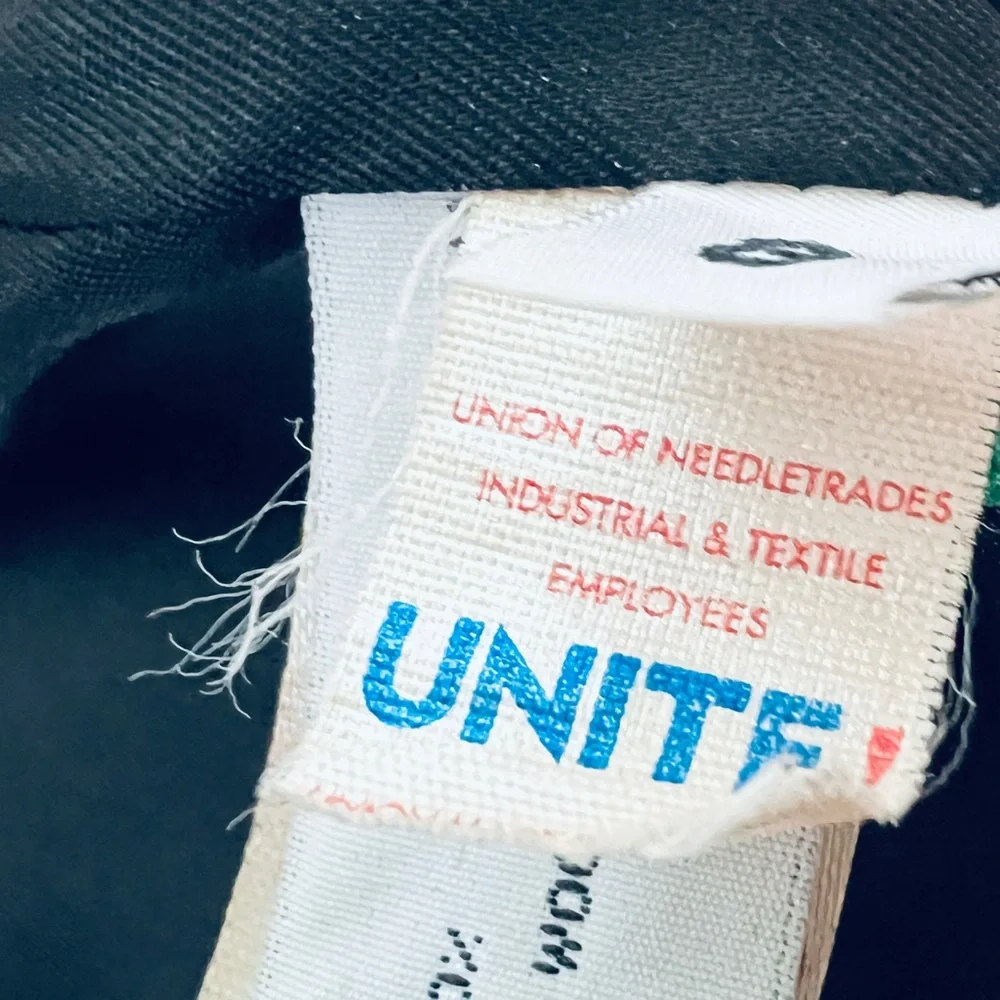 UNION OF NEEDLETRADES
INDUSTRIAL & TEXTILE
EMPLOYEES
UNITE!